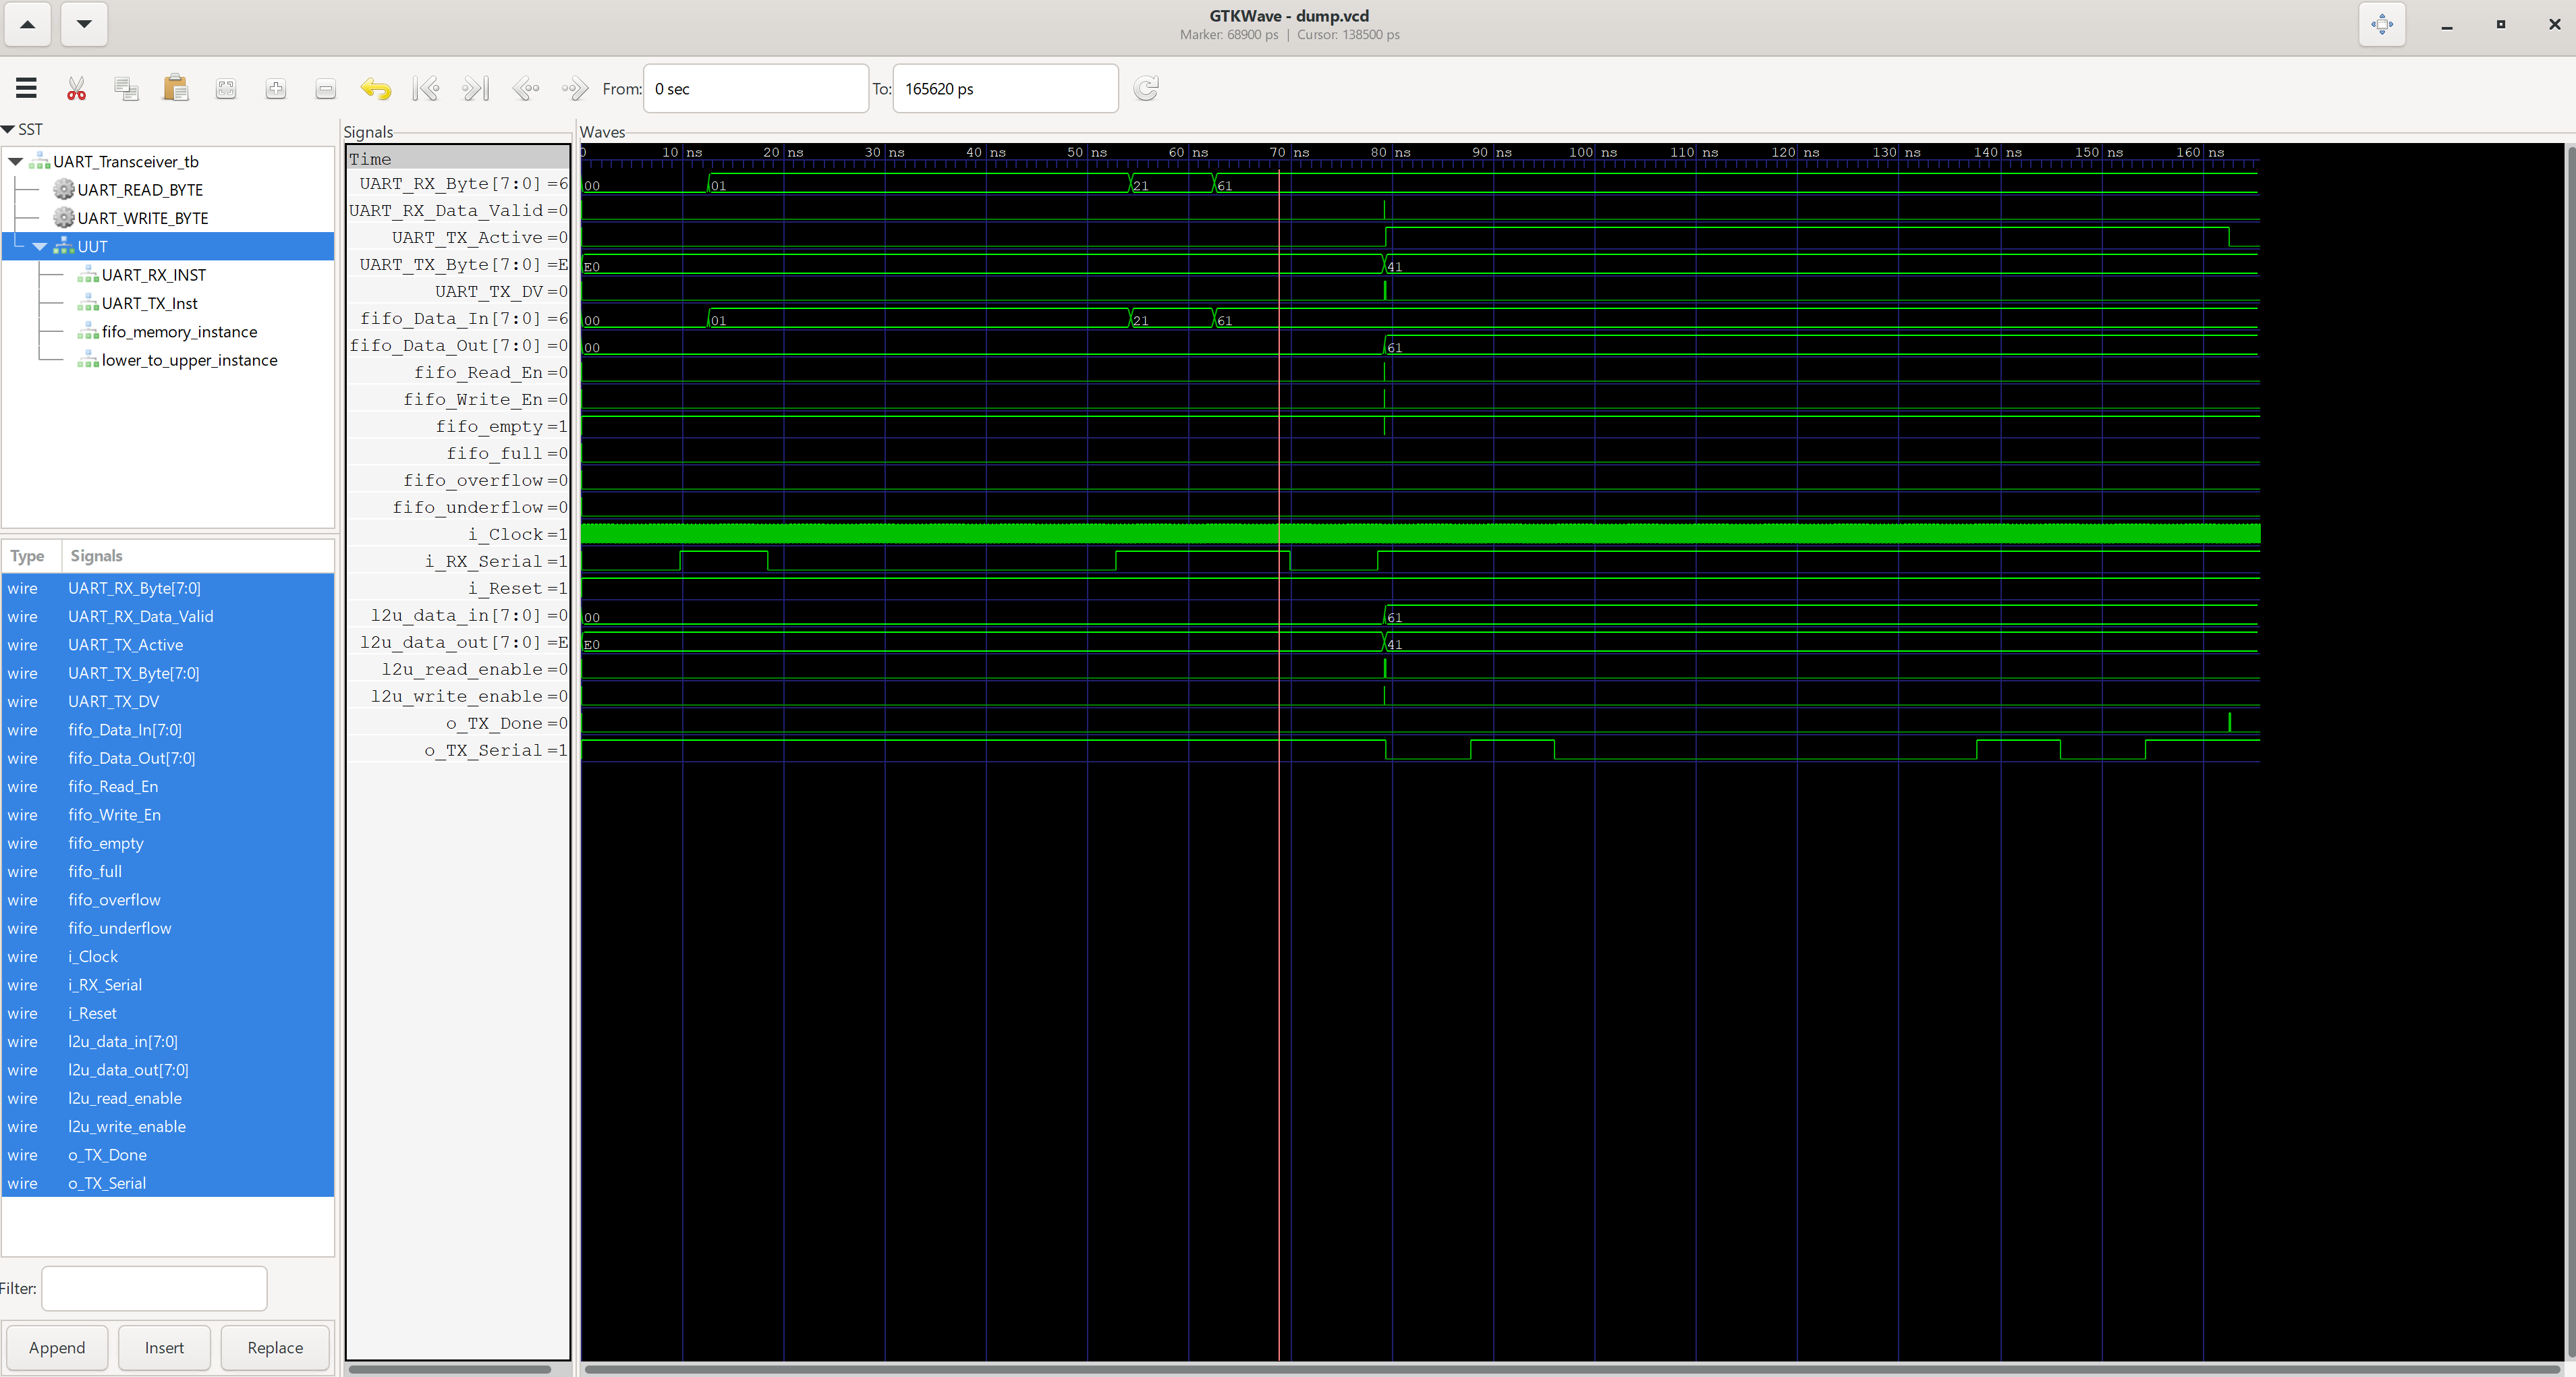 GTKWave - dump.vcd
Marker: 68900 ps | Cursor: 138500 ps
From: 0 sec To: 165620 ps
SST
UART_Transceiver_tb
UART_READ_BYTE
UART_WRITE_BYTE
UUT
UART_RX_INST
UART_TX_Inst
fifo_memory_instance
lower_to_upper_instance
Type Signals
wire UART_RX_Byte[7:0]
wire UART_RX_Data_Valid
wire UART_TX_Active
wire UART_TX_Byte[7:0]
wire UART_TX_DV
wire fifo_Data_In[7:0]
wire fifo_Data_Out[7:0]
wire fifo_Read_En
wire fifo_Write_En
wire fifo_empty
wire fifo_full
wire fifo_overflow
wire fifo_underflow
wire i_Clock
wire i_RX_Serial
wire i_Reset
wire l2u_data_in[7:0]
wire l2u_data_out[7:0]
wire l2u_read_enable
wire l2u_write_enable
wire o_TX_Done
wire o_TX_Serial
Filter:
Append Insert Replace
Signals
Time
UART_RX_Byte[7:0] =6
UART_RX_Data_Valid =0
UART_TX_Active =0
UART_TX_Byte[7:0] =E
UART_TX_DV =0
fifo_Data_In[7:0] =6
fifo_Data_Out[7:0] =0
fifo_Read_En =0
fifo_Write_En =0
fifo_empty =1
fifo_full =0
fifo_overflow =0
fifo_underflow =0
i_Clock =1
i_RX_Serial =1
i_Reset =1
l2u_data_in[7:0] =0
l2u_data_out[7:0] =E
l2u_read_enable =0
l2u_write_enable =0
o_TX_Done =0
o_TX_Serial =1
Waves
0 10 ns 20 ns 30 ns 40 ns 50 ns 60 ns 70 ns 80 ns 90 ns 100 ns 110 ns 120 ns 130 ns 140 ns 150 ns 160 ns
00 01 21 61
E0 41
00 01 21 61
00 61
00 61
E0 41